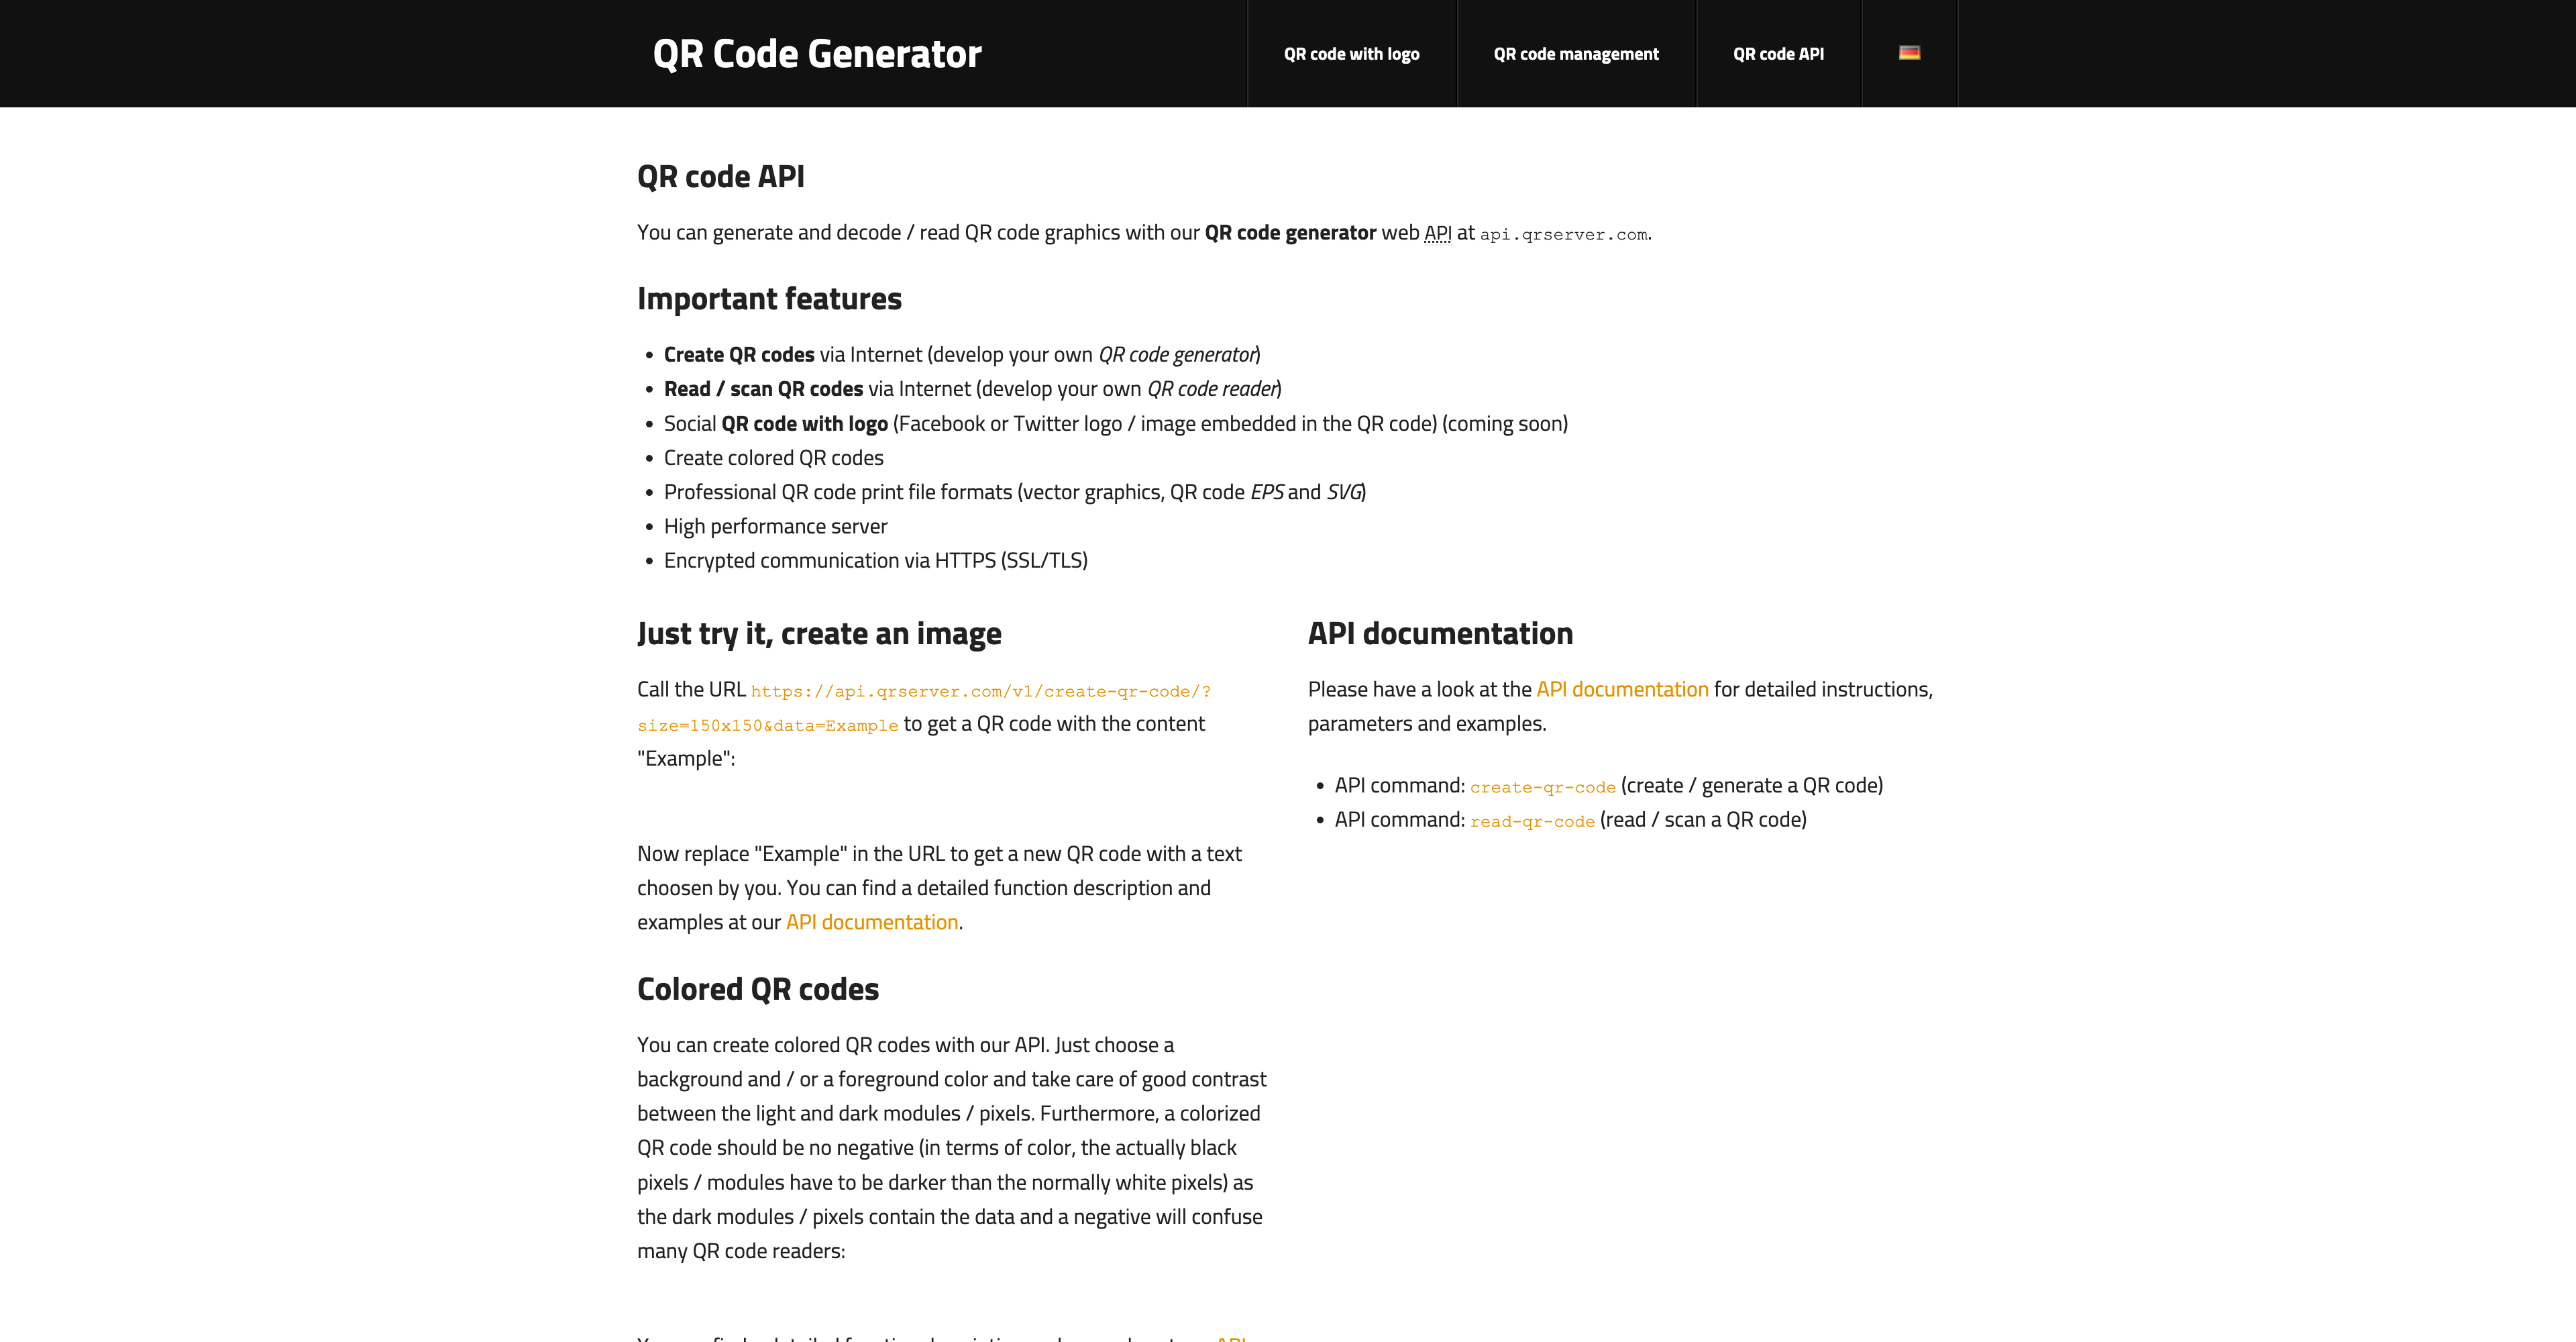 QR Code Generator
QR code with logo
QR code management
QR code API
QR code API
You can generate and decode / read QR code graphics with our QR code generator web API at api.qrserver.com.
Important features
• Create QR codes via Internet (develop your own QR code generator)
• Read / scan QR codes via Internet (develop your own QR code reader)
• Social QR code with logo (Facebook or Twitter logo / image embedded in the QR code) (coming soon)
• Create colored QR codes
• Professional QR code print file formats (vector graphics, QR code EPS and SVG)
• High performance server
• Encrypted communication via HTTPS (SSL/TLS)
Just try it, create an image
Call the URL https://api.qrserver.com/v1/create-qr-code/?
size=150x150&data=Example to get a QR code with the content
"Example":
Now replace "Example" in the URL to get a new QR code with a text
choosen by you. You can find a detailed function description and
examples at our API documentation.
Colored QR codes
You can create colored QR codes with our API. Just choose a
background and / or a foreground color and take care of good contrast
between the light and dark modules / pixels. Furthermore, a colorized
QR code should be no negative (in terms of color, the actually black
pixels / modules have to be darker than the normally white pixels) as
the dark modules / pixels contain the data and a negative will confuse
many QR code readers:
API documentation
Please have a look at the API documentation for detailed instructions,
parameters and examples.
• API command: create-qr-code (create / generate a QR code)
• API command: read-qr-code (read / scan a QR code)